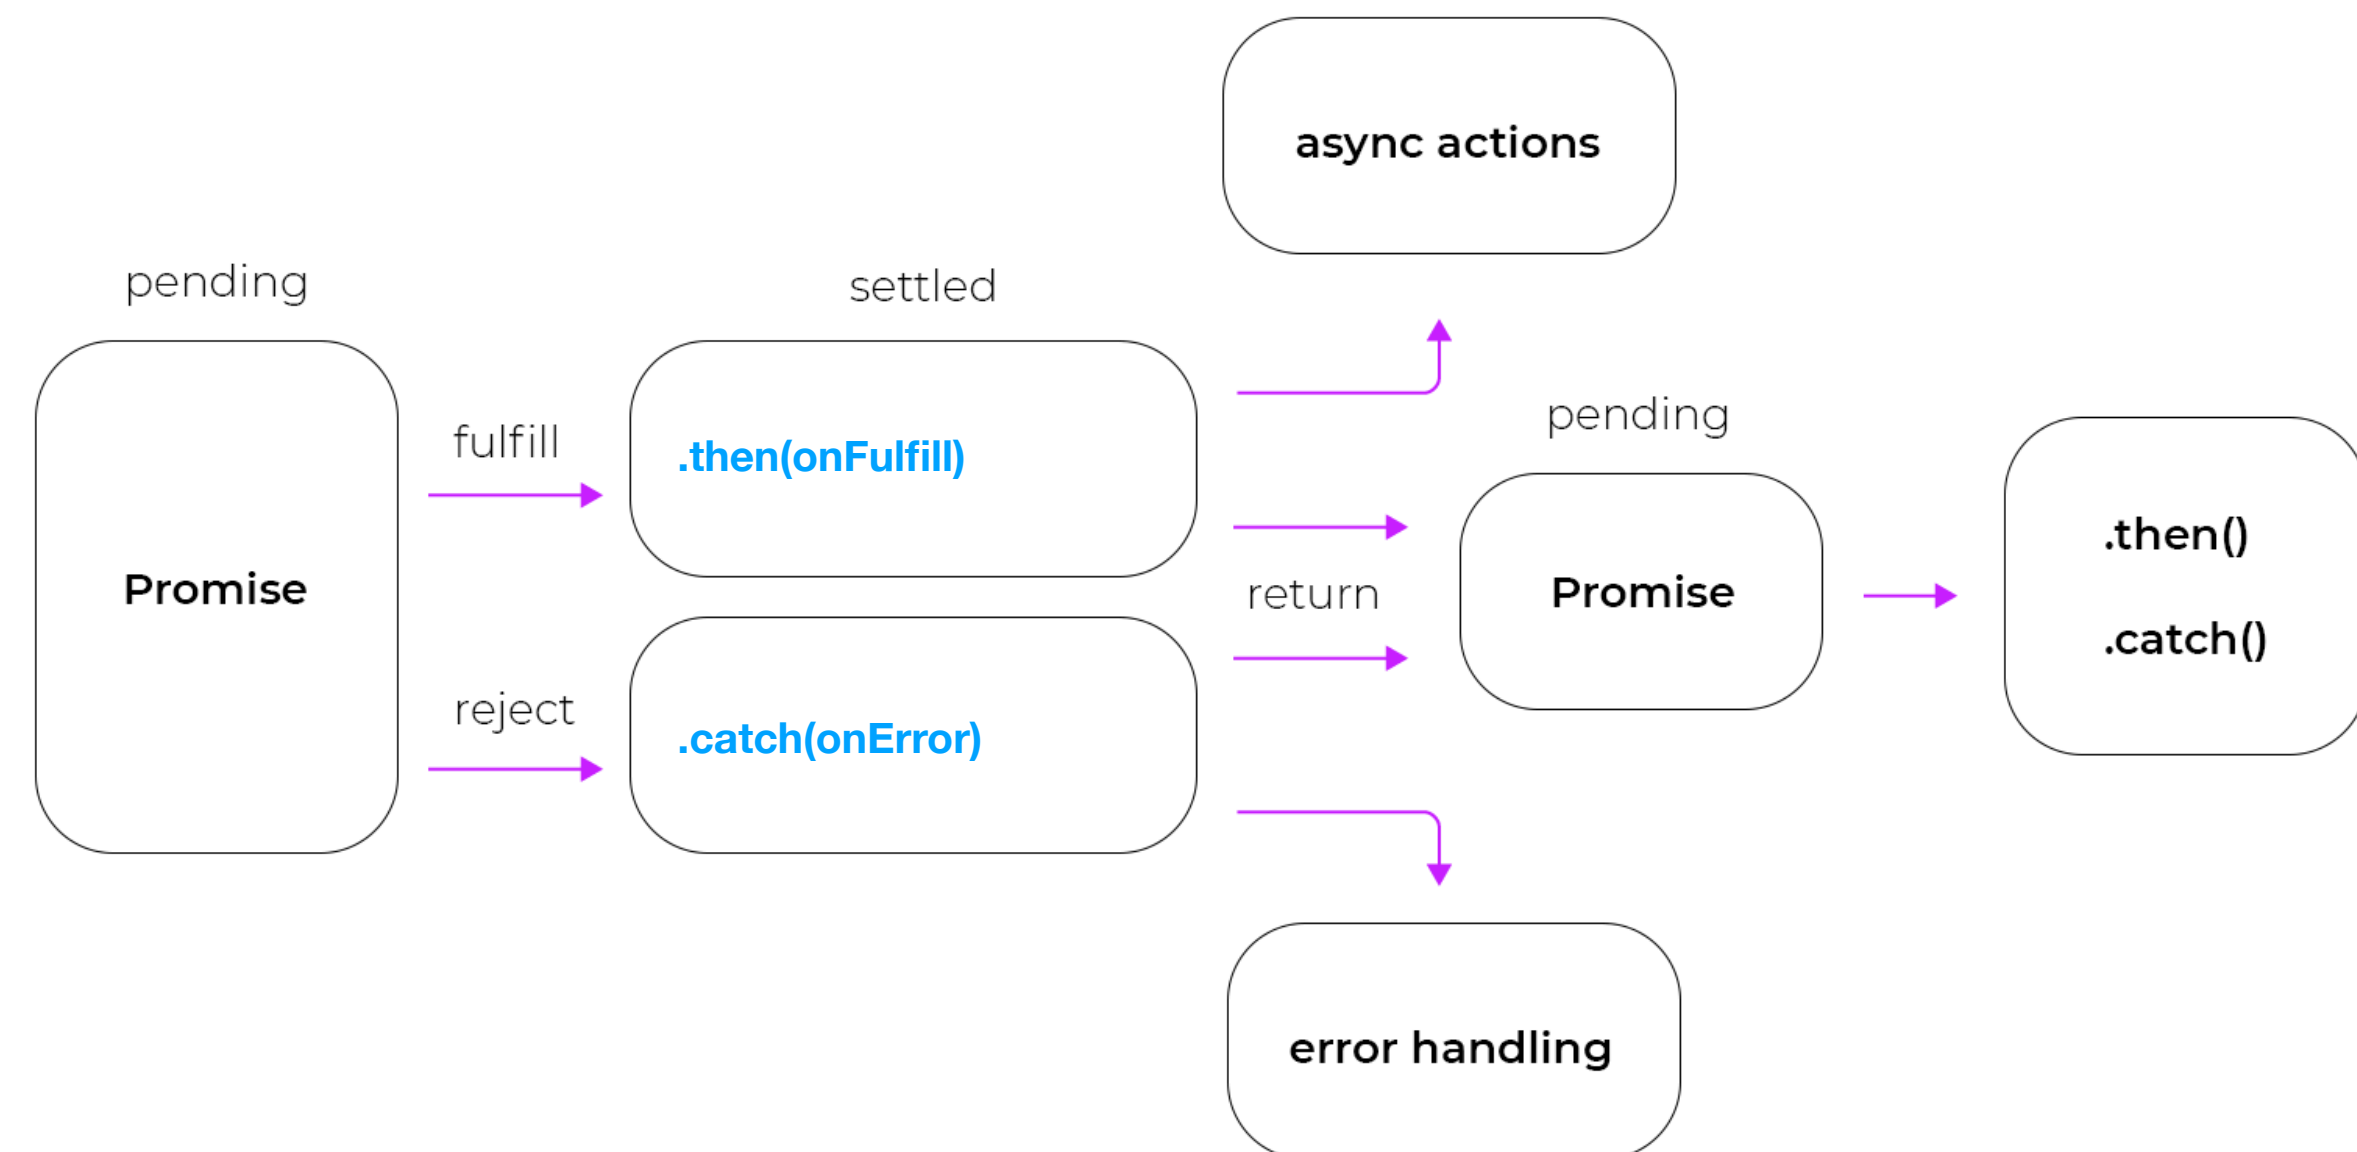 async actions
pending
settled
fulfill
.then(onFulfill)
pending
Promise
return
Promise
.then()
.catch()
reject
.catch(onError)
error handling